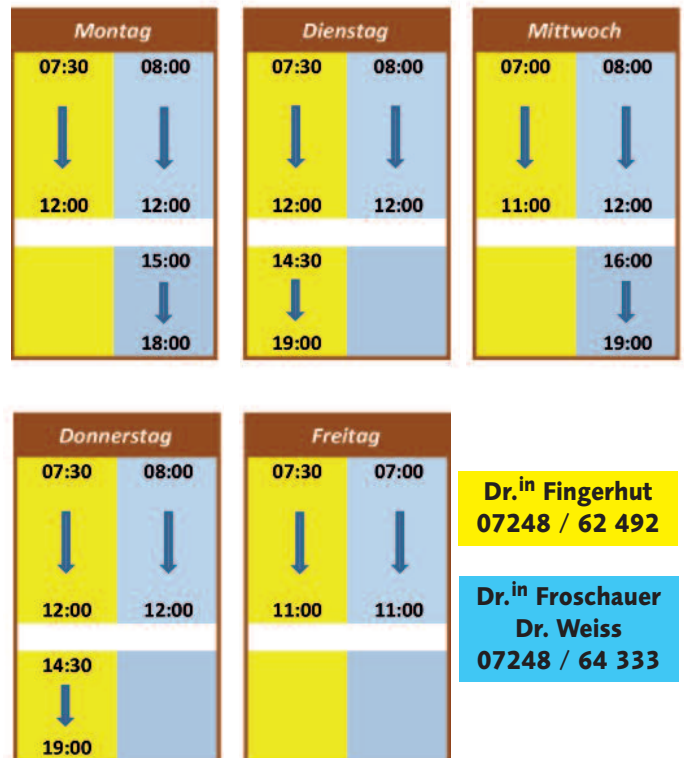 Montag
07:30 08:00
12:00 12:00
15:00
18:00
Dienstag
07:30 08:00
12:00 12:00
14:30
19:00
Mittwoch
07:00 08:00
11:00 12:00
16:00
19:00
Donnerstag
07:30 08:00
12:00 12:00
14:30
19:00
Freitag
07:30 07:00
11:00 11:00
Dr.in Fingerhut
07248 / 62 492
Dr.in Froschauer
Dr. Weiss
07248 / 64 333